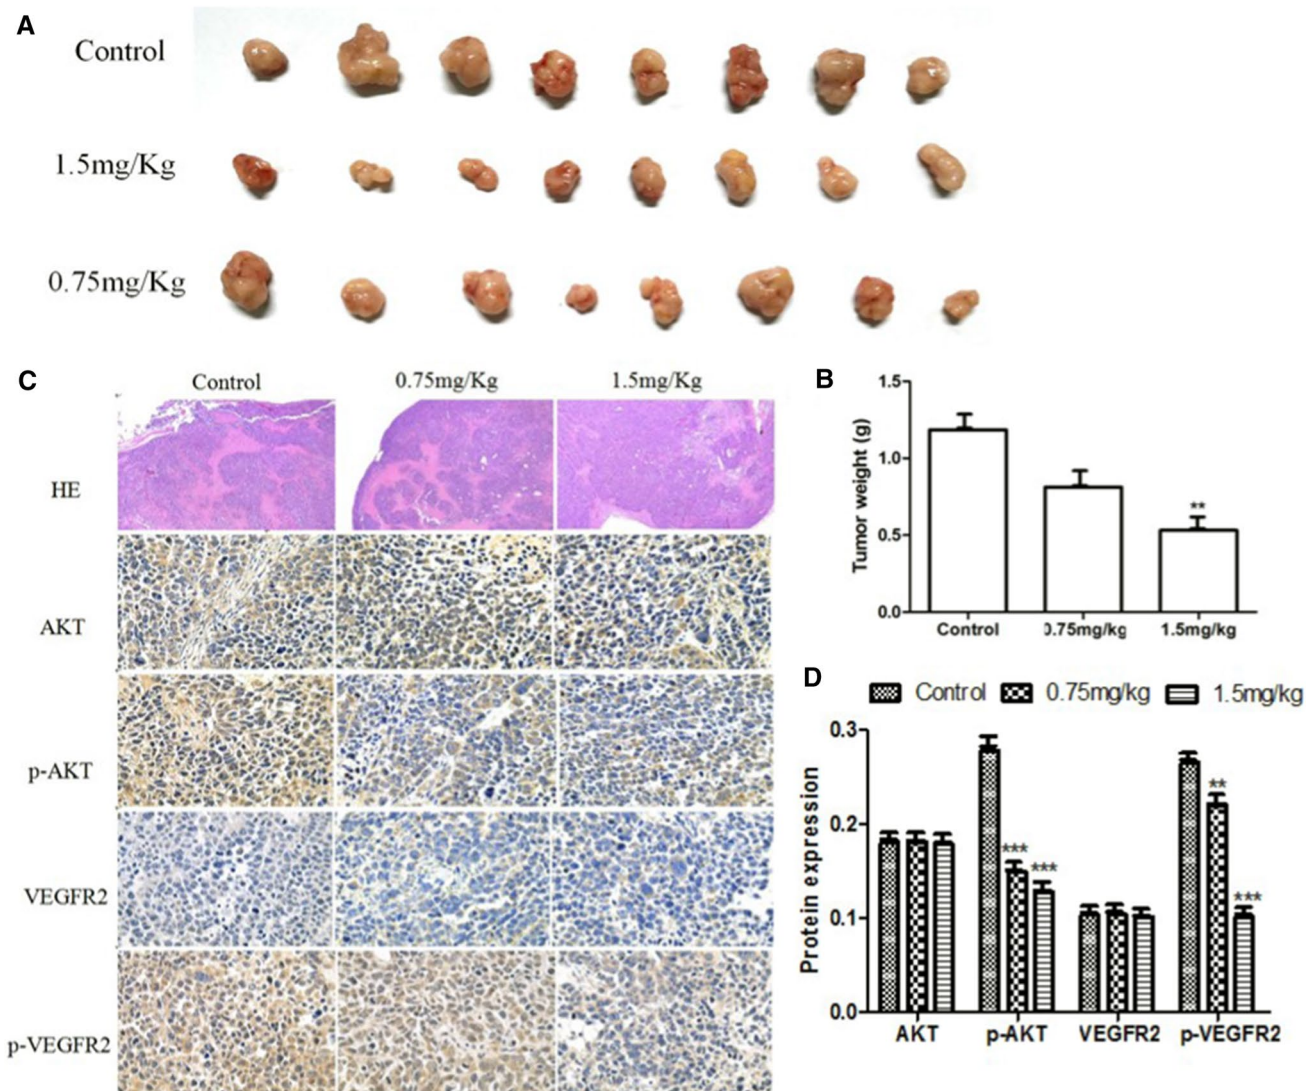 A
Control
1.5mg/Kg
0.75mg/Kg
C
Control 0.75mg/Kg 1.5mg/Kg
HE
AKT
p-AKT
VEGFR2
p-VEGFR2
B
Tumor weight (g)
1.5
1.0
0.5
0.0
**
Control 0.75mg/kg 1.5mg/kg
D
Control 0.75mg/kg 1.5mg/kg
Protein expression
0.3
0.2
0.1
0.0
*** *** ** ***
AKT p-AKT VEGFR2 p-VEGFR2